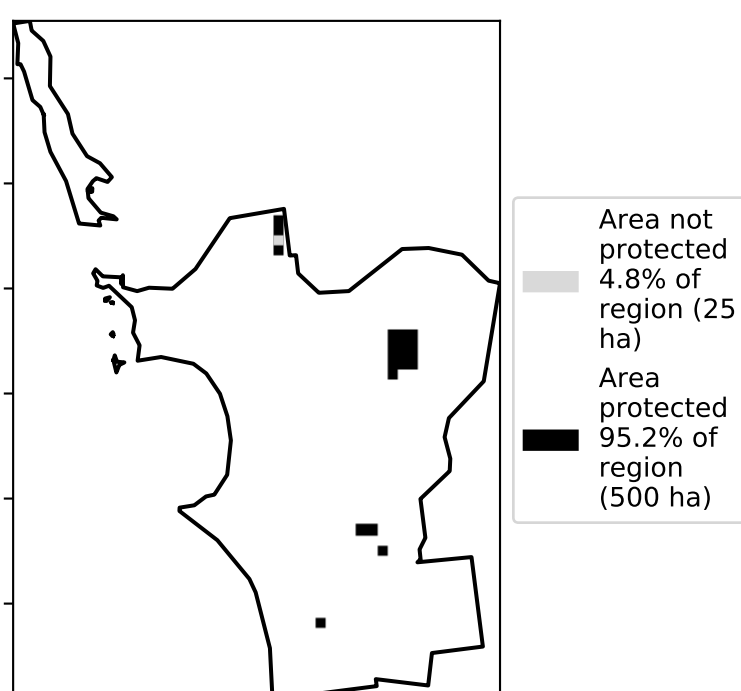 Area not
protected
4.8% of
region (25
ha)
Area
protected
95.2% of
region
(500 ha)